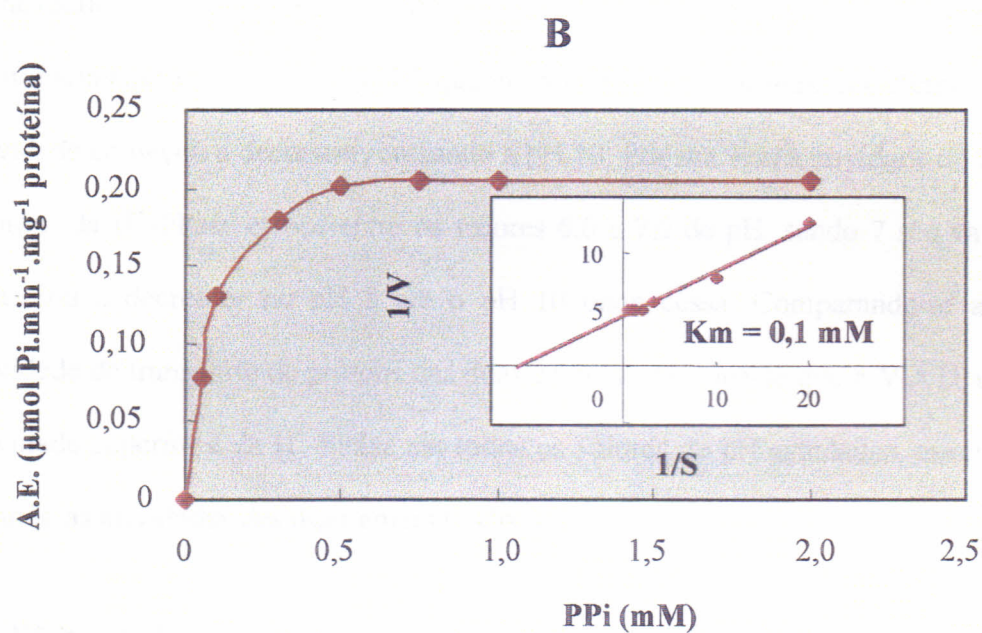 B
A.E. (µmol Pi.min⁻¹.mg⁻¹ proteína)
0,25
0,20
0,15
0,10
0,05
0
0 0,5 1,0 1,5 2,0 2,5
PPi (mM)
1/V
10
5
Km = 0,1 mM
0 10 20
1/S